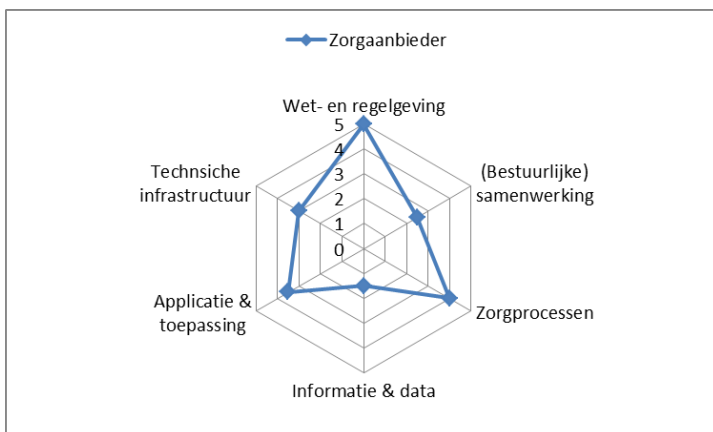 Zorgaanbieder
Wet- en regelgeving
5
4
3
2
1
0
(Bestuurlijke)
samenwerking
Zorgprocessen
Informatie & data
Applicatie &
toepassing
Technsiche
infrastructuur